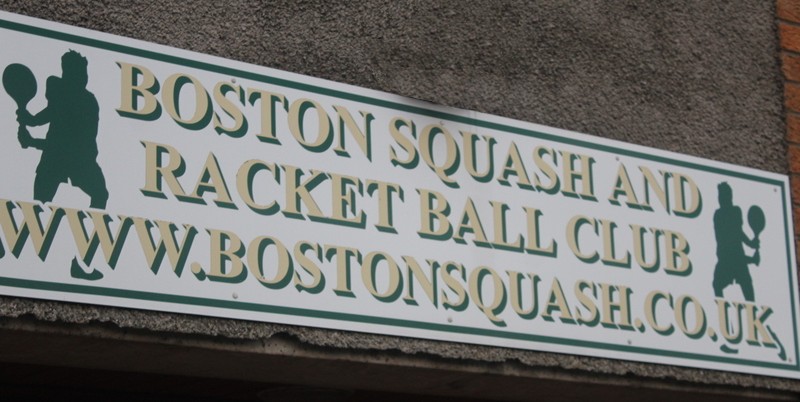 BOSTON SQUASH AND
RACKET BALL CLUB
WWW.BOSTONSQUASH.CO.UK